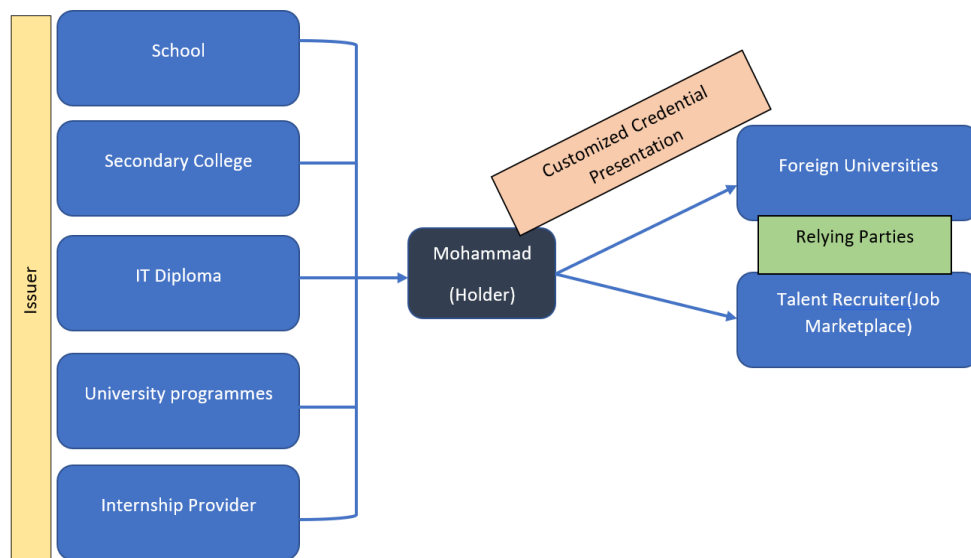 Issuer
School
Secondary College
IT Diploma
University programmes
Internship Provider
Mohammad
(Holder)
Customized Credential
Presentation
Foreign Universities
Relying Parties
Talent Recruiter(Job
Marketplace)